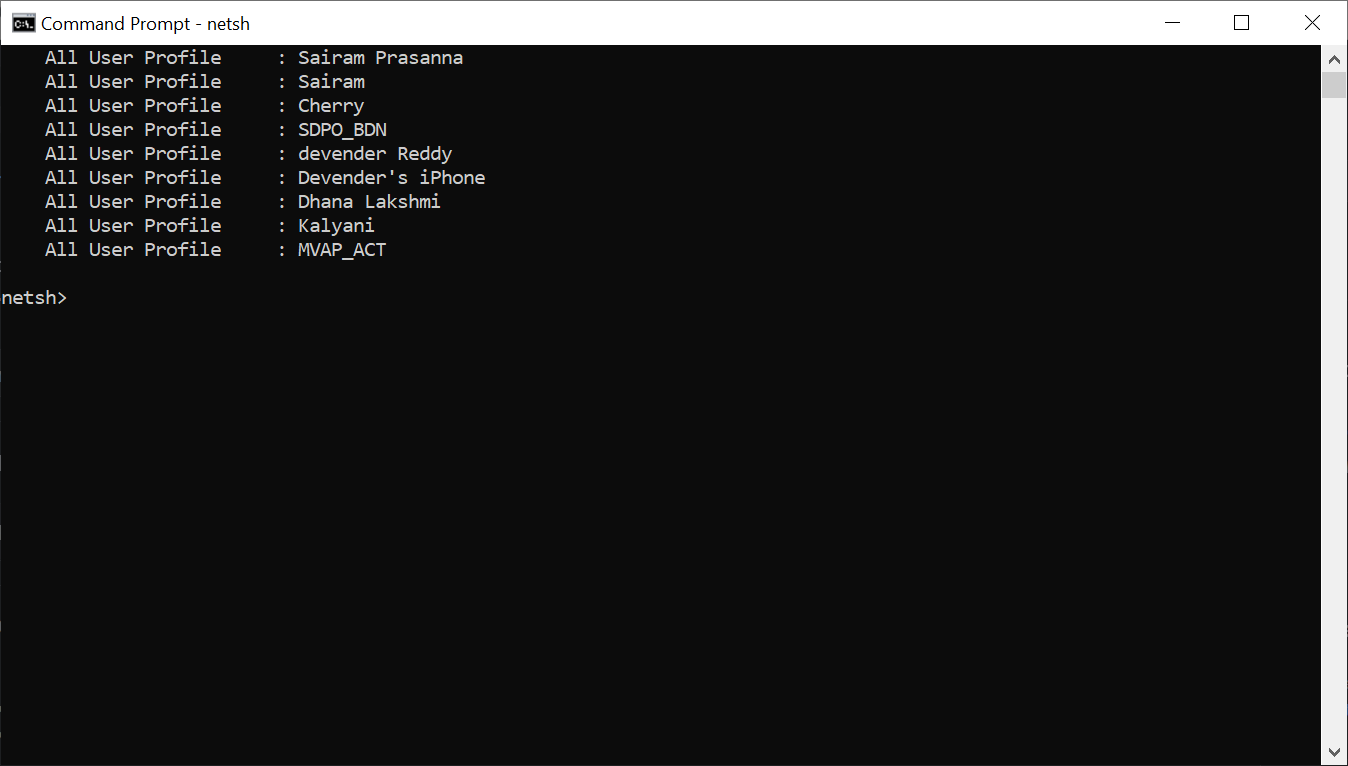 Command Prompt - netsh
All User Profile     : Sairam Prasanna
All User Profile     : Sairam
All User Profile     : Cherry
All User Profile     : SDPO_BDN
All User Profile     : devender Reddy
All User Profile     : Devender's iPhone
All User Profile     : Dhana Lakshmi
All User Profile     : Kalyani
All User Profile     : MVAP_ACT
netsh>